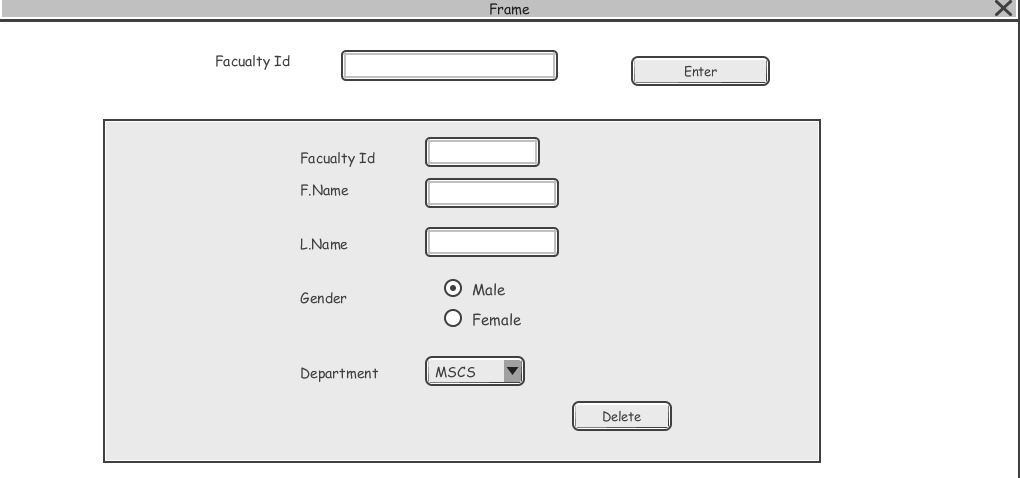 Frame
Facualty Id
Enter
Facualty Id
F.Name
L.Name
Gender
Male
Female
Department
MSCS
Delete